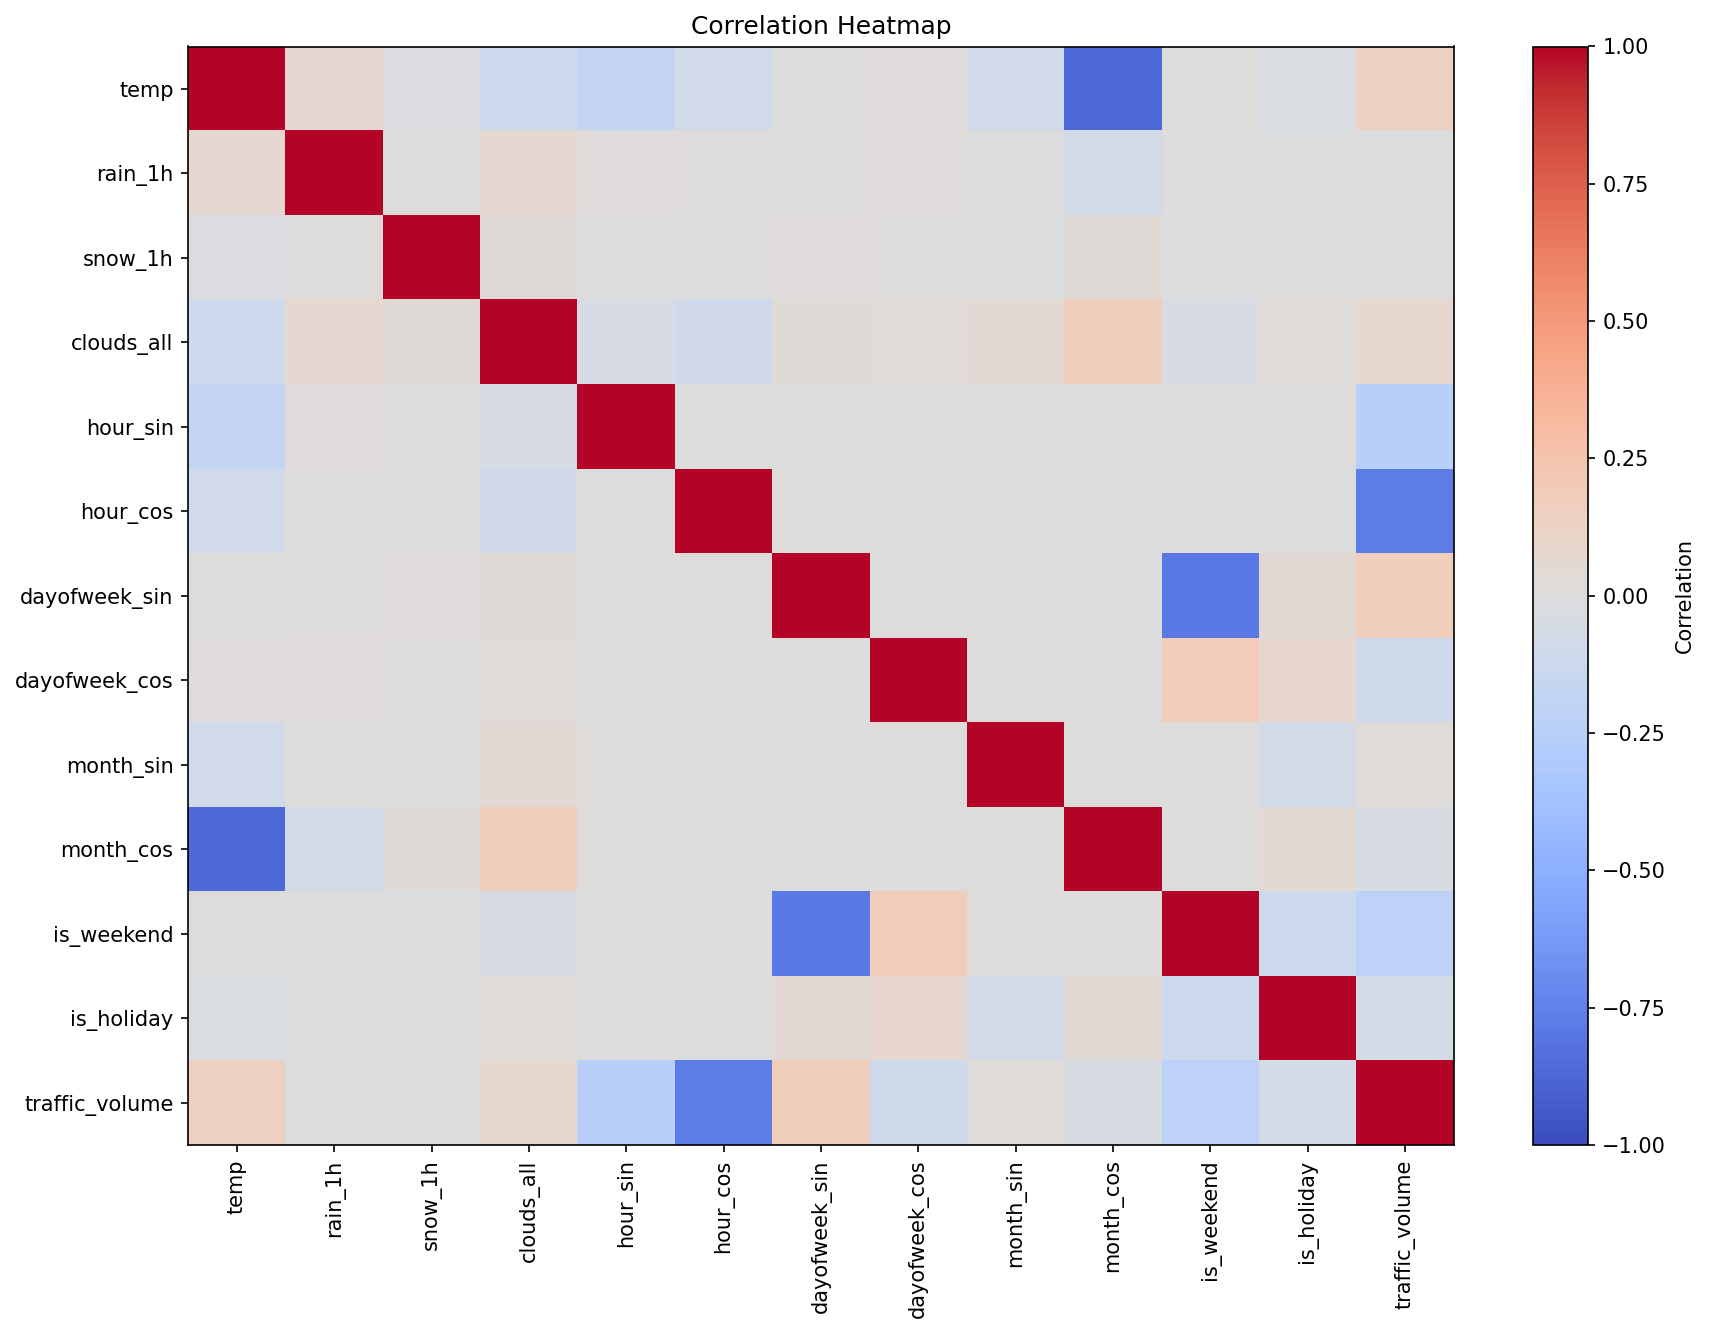 Correlation Heatmap
temp
rain_1h
snow_1h
clouds_all
hour_sin
hour_cos
dayofweek_sin
dayofweek_cos
month_sin
month_cos
is_weekend
is_holiday
traffic_volume
temp
rain_1h
snow_1h
clouds_all
hour_sin
hour_cos
dayofweek_sin
dayofweek_cos
month_sin
month_cos
is_weekend
is_holiday
traffic_volume
1.00
0.75
0.50
0.25
0.00
−0.25
−0.50
−0.75
−1.00
Correlation